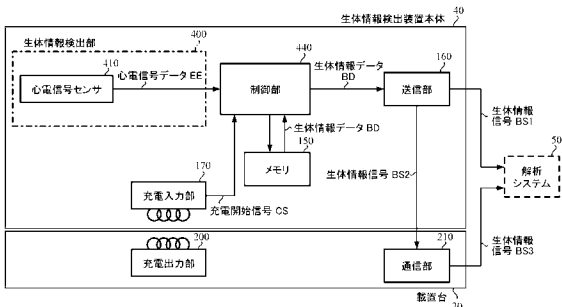 生体情報検出装置本体 40
生体情報検出部 400
410
心電信号センサ
心電信号データ EE
440
制御部
生体情報データ
BD
160
送信部
生体情報
信号 BS1
生体情報データ BD
150
メモリ
生体情報信号 BS2
50
解析
システム
170
充電入力部
充電開始信号 CS
200
充電出力部
210
通信部
生体情報
信号 BS3
載置台
20